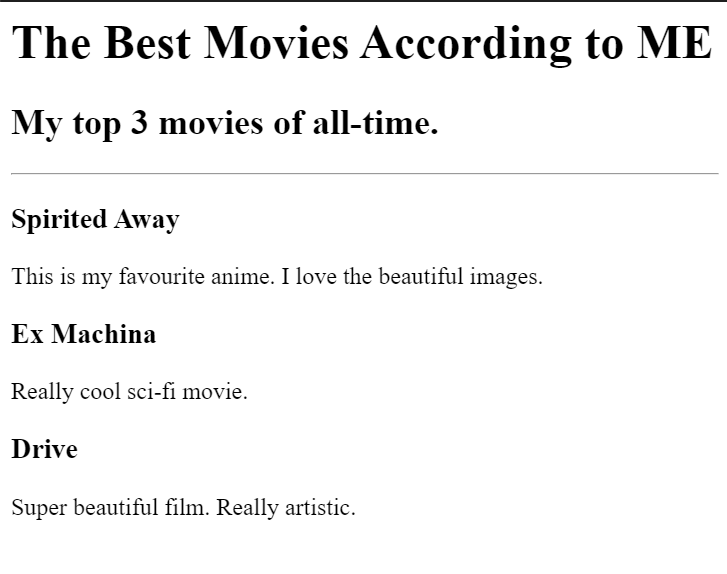 The Best Movies According to ME
My top 3 movies of all-time.
Spirited Away
This is my favourite anime. I love the beautiful images.
Ex Machina
Really cool sci-fi movie.
Drive
Super beautiful film. Really artistic.